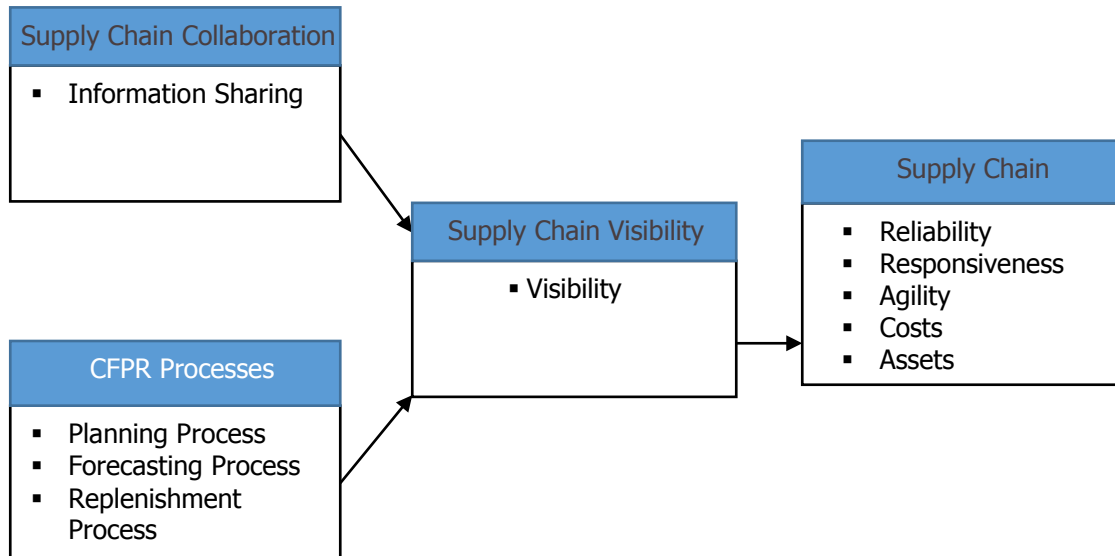 Supply Chain Collaboration
▪ Information Sharing
CFPR Processes
▪ Planning Process
▪ Forecasting Process
▪ Replenishment
Process
Supply Chain Visibility
▪ Visibility
Supply Chain
▪ Reliability
▪ Responsiveness
▪ Agility
▪ Costs
▪ Assets